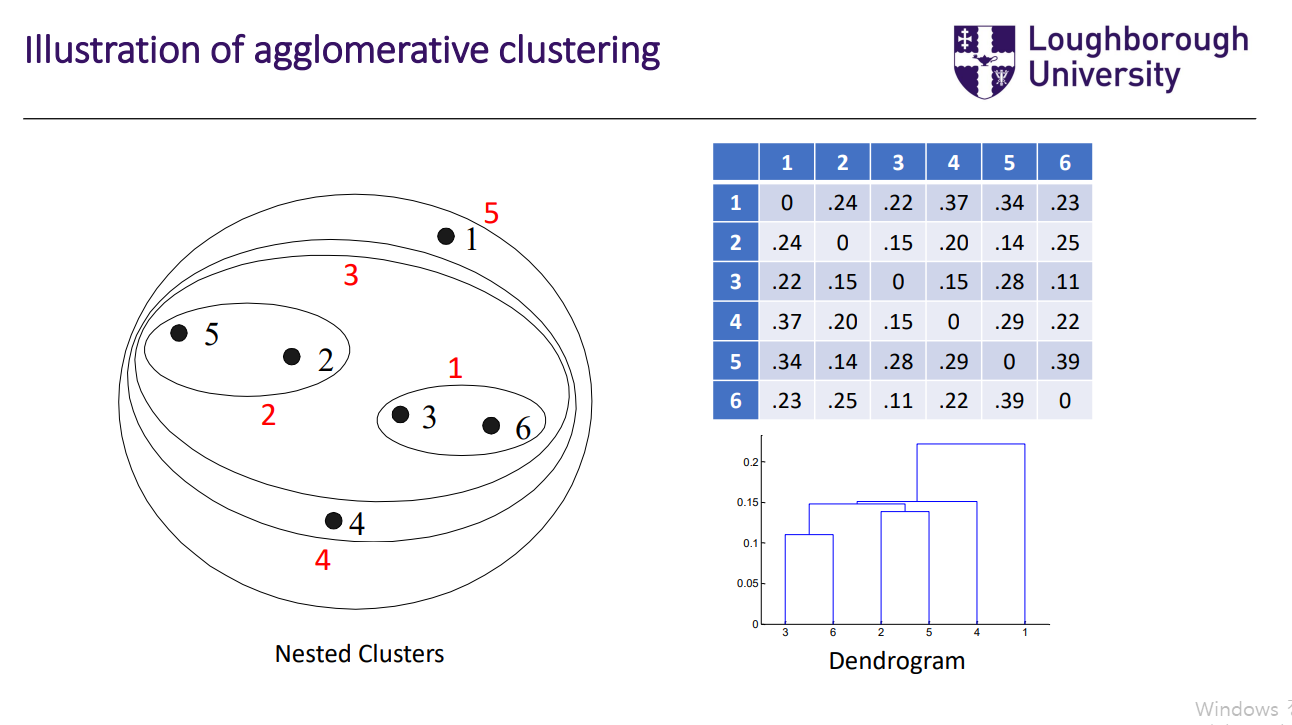 Illustration of agglomerative clustering
Loughborough
University
5
1
3
5
2
1
2
3
6
4
4
Nested Clusters
1 2 3 4 5 6
1 0 .24 .22 .37 .34 .23
2 .24 0 .15 .20 .14 .25
3 .22 .15 0 .15 .28 .11
4 .37 .20 .15 0 .29 .22
5 .34 .14 .28 .29 0 .39
6 .23 .25 .11 .22 .39 0
0.2
0.15
0.1
0.05
0
3 6 2 5 4 1
Dendrogram
Windows